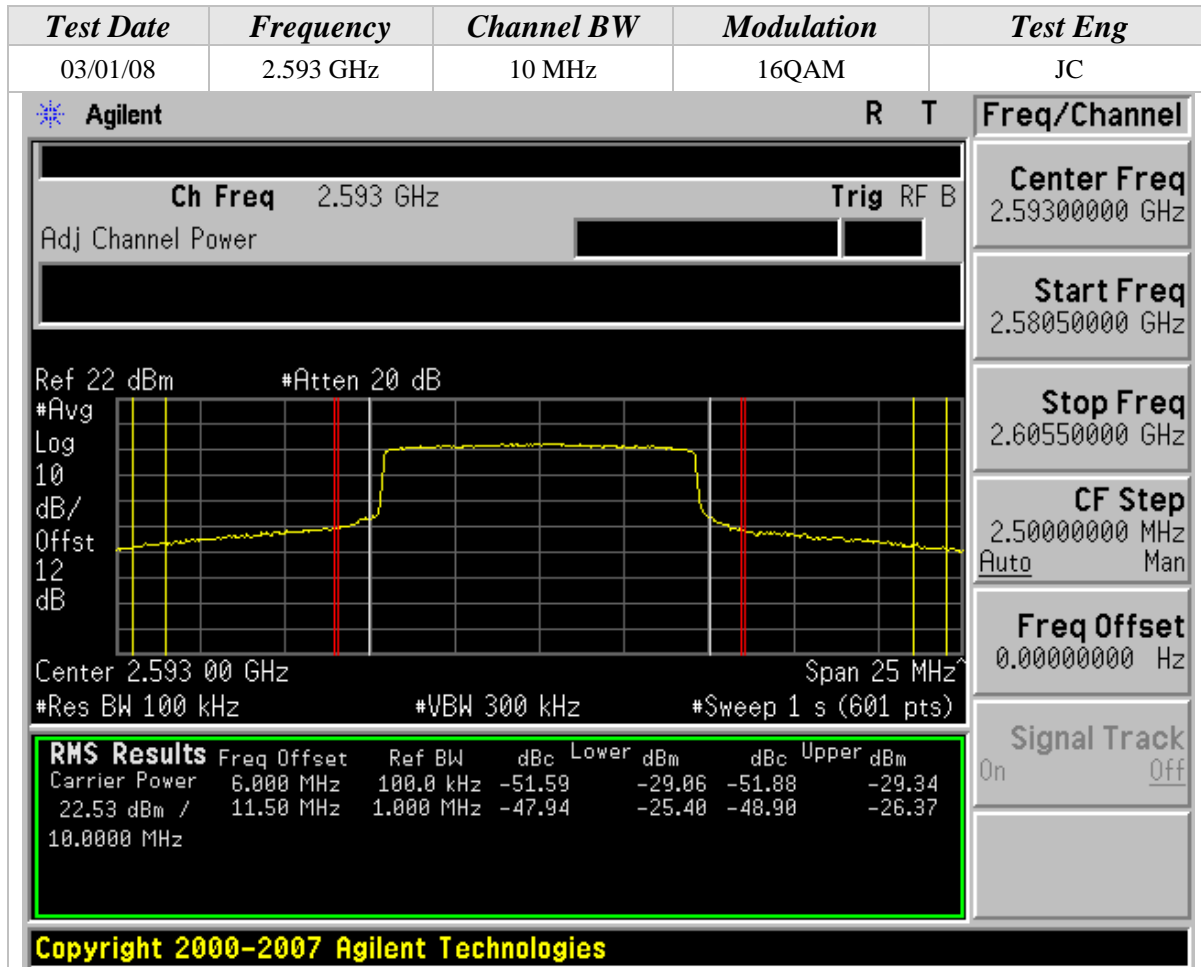 Test Date Frequency Channel BW Modulation Test Eng
03/01/08 2.593 GHz 10 MHz 16QAM JC
Agilent R T Freq/Channel
Ch Freq 2.593 GHz Trig RF B
Adj Channel Power
Center Freq
2.59300000 GHz
Start Freq
2.58050000 GHz
Stop Freq
2.60550000 GHz
CF Step
2.50000000 MHz
Auto Man
Freq Offset
0.00000000 Hz
Signal Track
On Off
Ref 22 dBm #Atten 20 dB
#Avg
Log
10
dB/
Offst
12
dB
Center 2.593 00 GHz Span 25 MHz^
#Res BW 100 kHz #VBW 300 kHz #Sweep 1 s (601 pts)
RMS Results Freq Offset Ref BW dBc Lower dBm dBc Upper dBm
Carrier Power 6.000 MHz 100.0 kHz -51.59 -29.06 -51.88 -29.34
22.53 dBm / 11.50 MHz 1.000 MHz -47.94 -25.40 -48.90 -26.37
10.0000 MHz
Copyright 2000-2007 Agilent Technologies